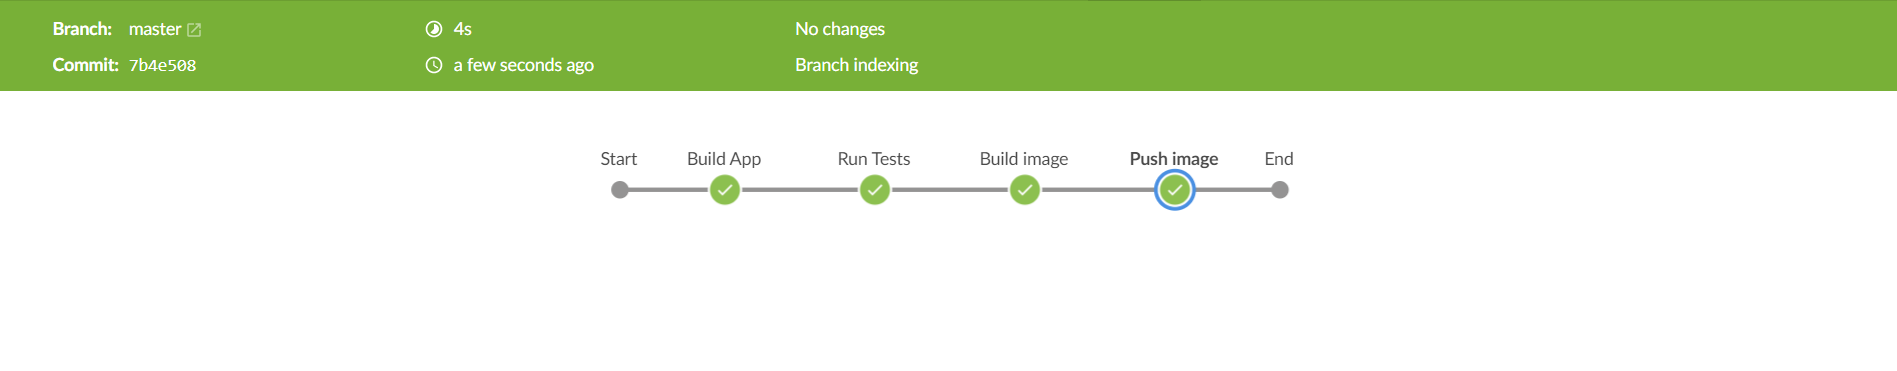 Branch: master 4s No changes
Commit: 7b4e508 a few seconds ago Branch indexing
Start Build App Run Tests Build image Push image End